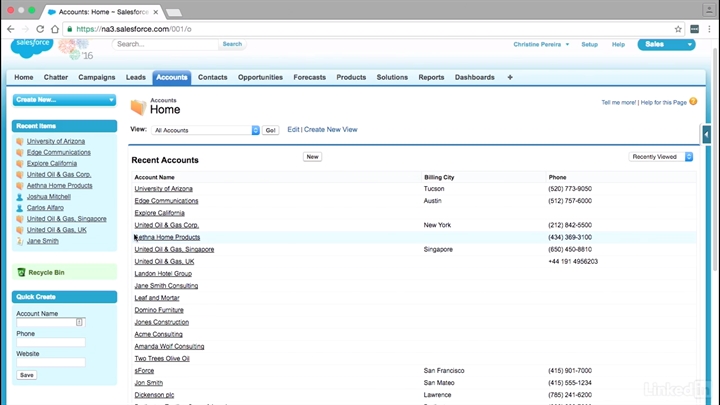 Accounts: Home ~ Salesforce
https://na3.salesforce.com/001/o
salesforce
'16
Search...
Search
Christine Pereira
Setup
Help
Sales
Home
Chatter
Campaigns
Leads
Accounts
Contacts
Opportunities
Forecasts
Products
Solutions
Reports
Dashboards
+
Create New...
Recent Items
University of Arizona
Edge Communications
Explore California
United Oil & Gas Corp.
Aethna Home Products
Joshua Mitchell
Carlos Alfaro
United Oil & Gas, Singapore
United Oil & Gas, UK
Jane Smith
Recycle Bin
Quick Create
Account Name
Phone
Website
Save
Accounts
Home
Tell me more! | Help for this Page
View: All Accounts Go! Edit | Create New View
Recent Accounts New Recently Viewed
Account Name Billing City Phone
University of Arizona Tucson (520) 773-9050
Edge Communications Austin (512) 757-6000
Explore California
United Oil & Gas Corp. New York (212) 842-5500
Aethna Home Products (434) 369-3100
United Oil & Gas, Singapore Singapore (650) 450-8810
United Oil & Gas, UK +44 191 4956203
Landon Hotel Group
Jane Smith Consulting
Leaf and Mortar
Domino Furniture
Jones Construction
Acme Consulting
Amanda Wolf Consulting
Two Trees Olive Oil
sForce San Francisco (415) 901-7000
Jon Smith San Mateo (415) 555-1234
Dickenson plc Lawrence (785) 241-6200
LinkedIn